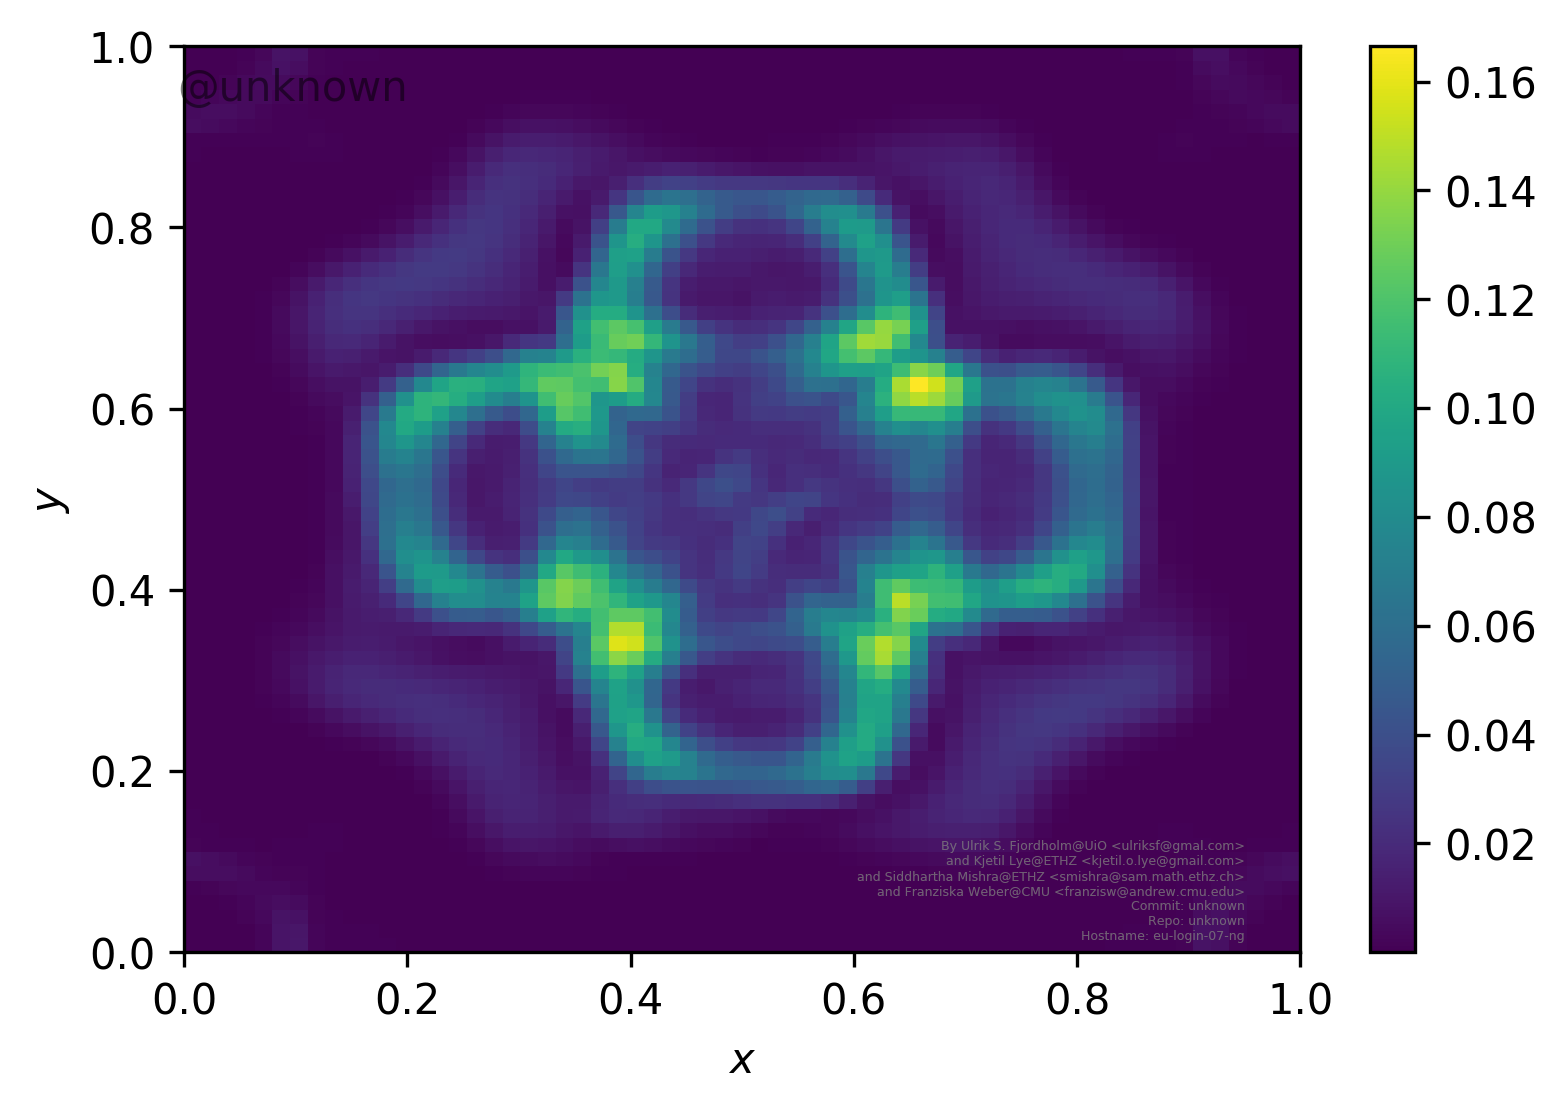 1.0
@unknown
0.8
0.6
0.4
0.2
0.0
y
0.0 0.2 0.4 0.6 0.8 1.0
x
0.16
0.14
0.12
0.10
0.08
0.06
0.04
0.02
By Ulrik S. Fjordholm@UiO <ulriksf@gmal.com>
and Kjetil Lye@ETHZ <kjetil.o.lye@gmail.com>
and Siddhartha Mishra@ETHZ <smishra@sam.math.ethz.ch>
and Franziska Weber@CMU <franzisw@andrew.cmu.edu>
Commit: unknown
Repo: unknown
Hostname: eu-login-07-ng